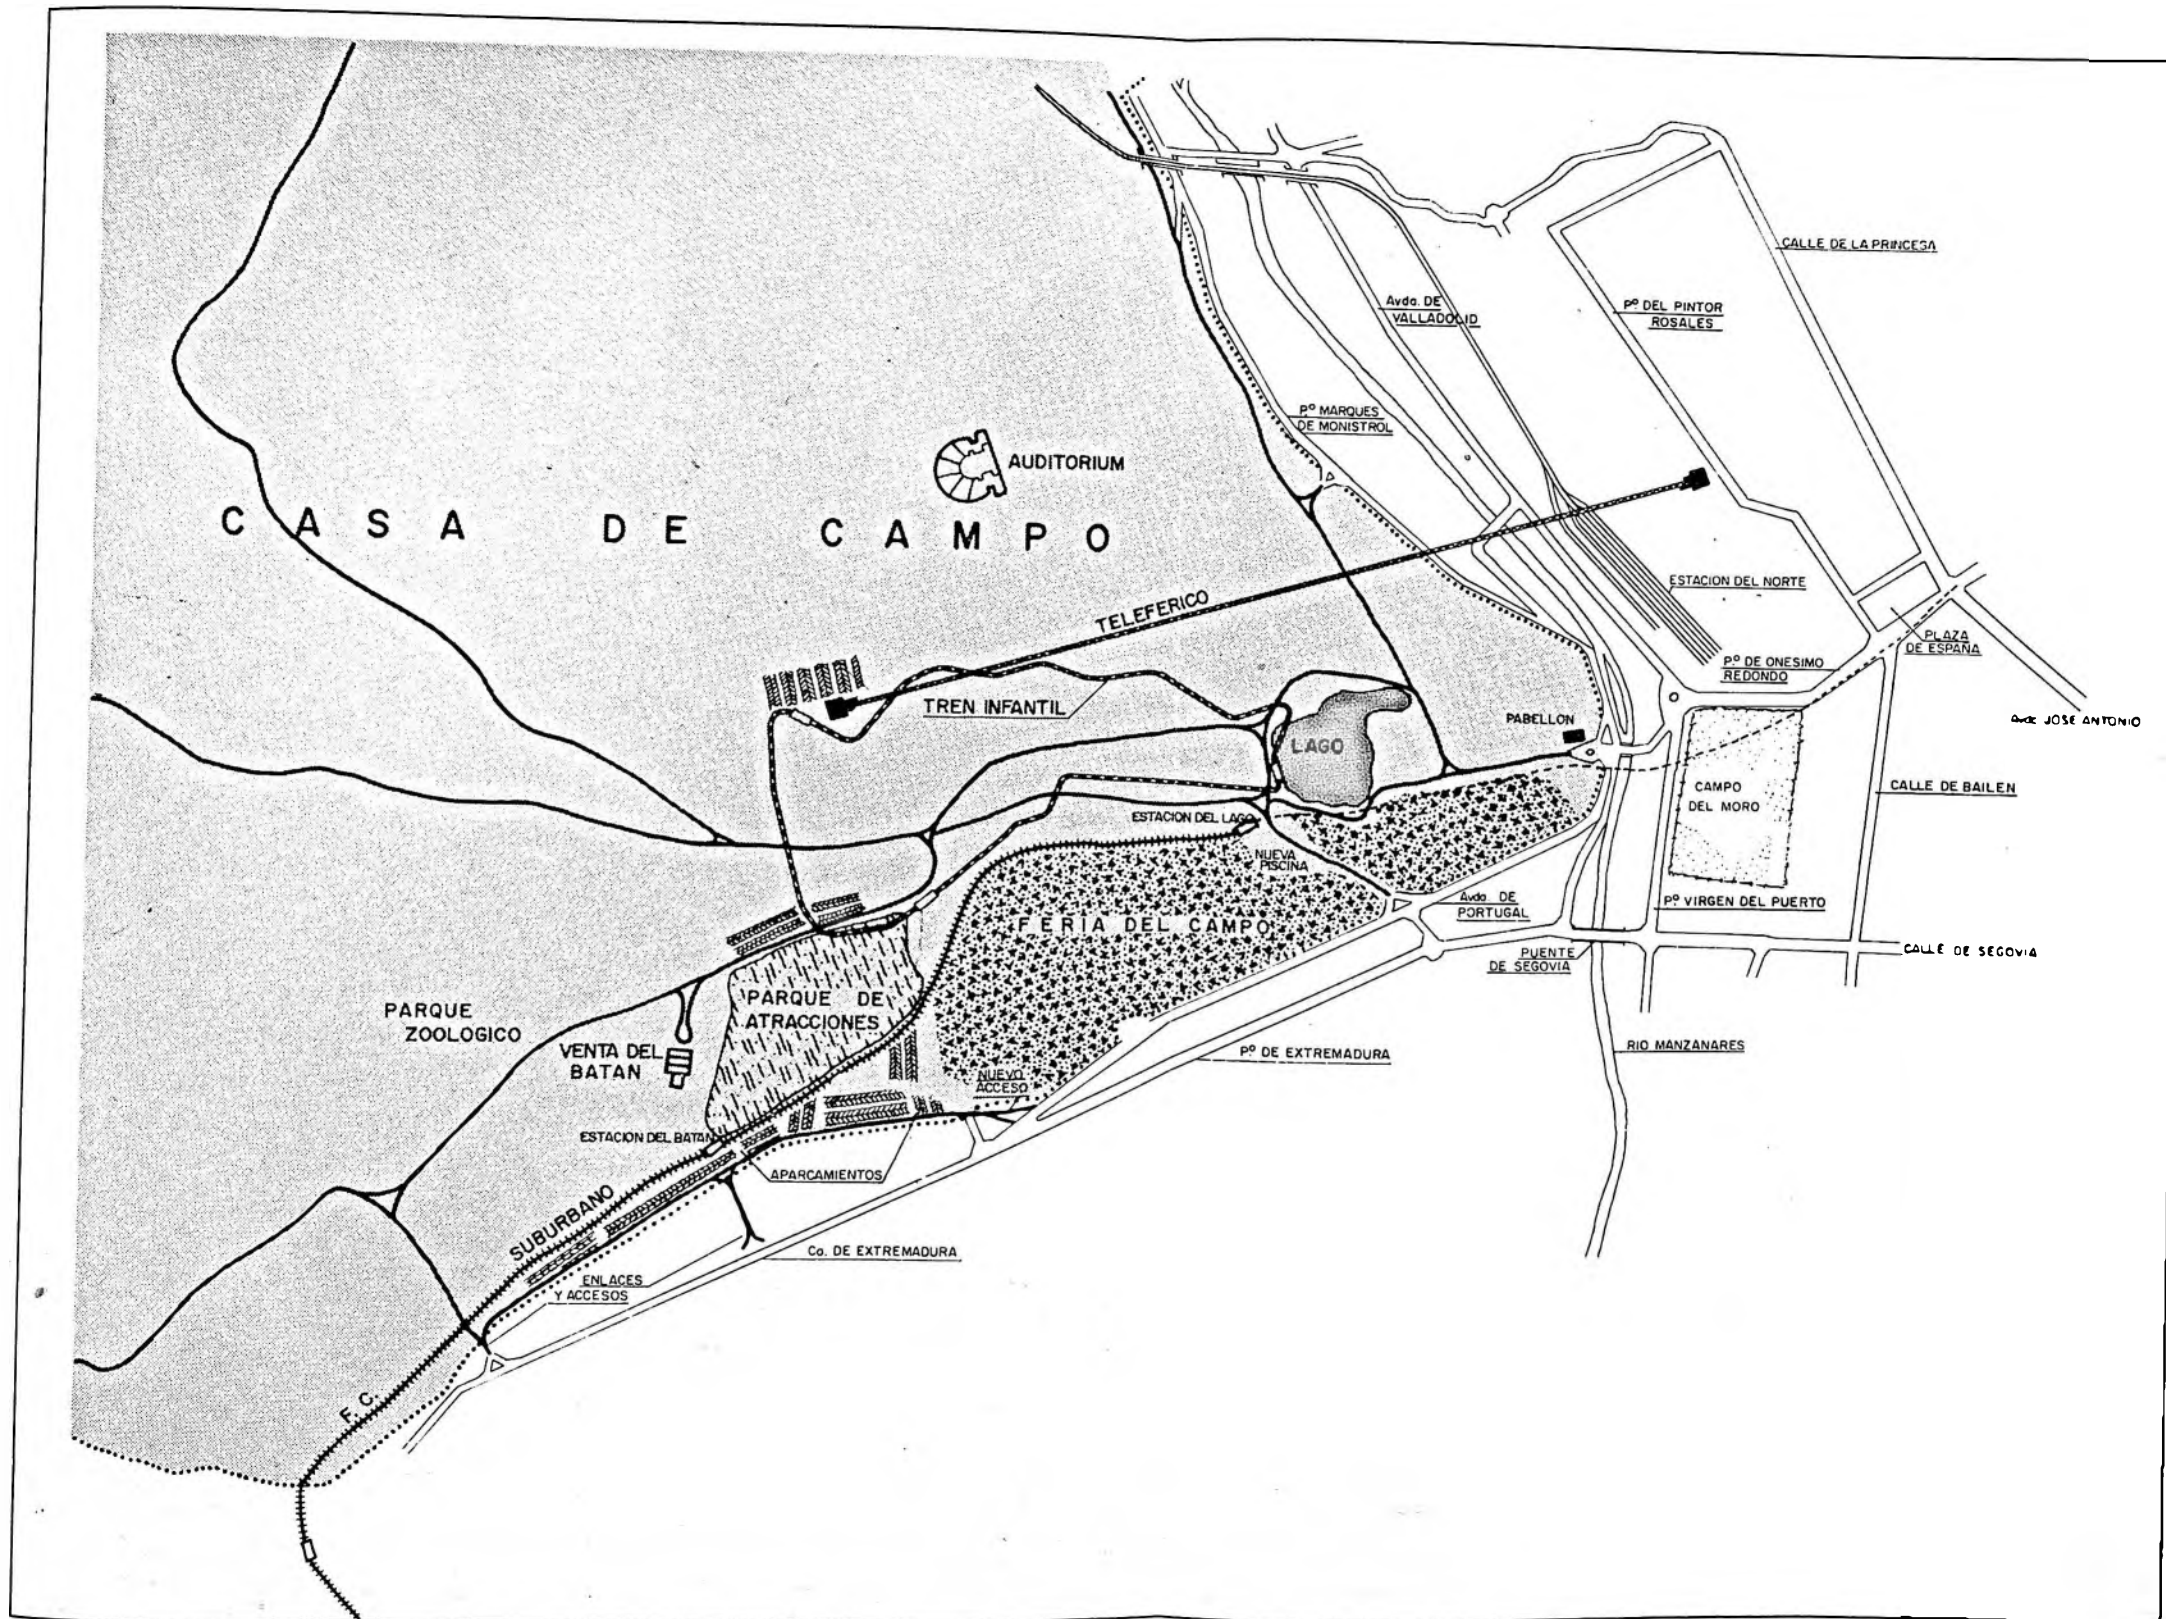 CALLE DE LA PRINCESA
Avda. DE
VALLADOLID
Pº DEL PINTOR
ROSALES
Pº MARQUES
DE MONISTROL
AUDITORIUM
CASA DE CAMPO
ESTACION DEL NORTE
TELEFERICO
PLAZA
DE ESPAÑA
Pº DE ONESIMO
REDONDO
TREN INFANTIL
PABELLON
Avda. JOSE ANTONIO
LAGO
CAMPO
DEL MORO
CALLE DE BAILEN
ESTACION DEL LAGO
NUEVA
PISCINA
Avda. DE
PORTUGAL
Pº VIRGEN DEL PUERTO
FERIA DEL CAMPO
PUENTE
DE SEGOVIA
CALLE DE SEGOVIA
PARQUE DE
ATRACCIONES
PARQUE
ZOOLOGICO
VENTA DEL
BATAN
Pº DE EXTREMADURA
RIO MANZANARES
NUEVO
ACCESO
ESTACION DEL BATAN
APARCAMIENTOS
SUBURBANO
Ca. DE EXTREMADURA
ENLACES
Y ACCESOS
F. C.